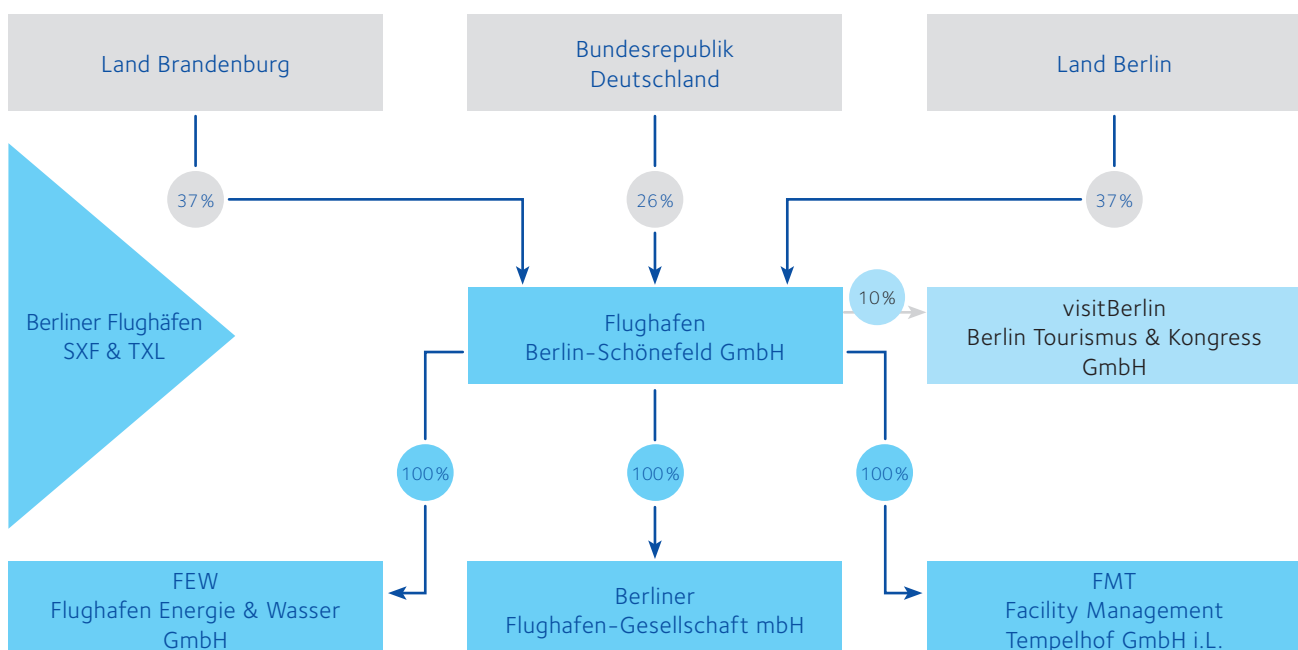 Land Brandenburg
Bundesrepublik
Deutschland
Land Berlin
37%
26%
37%
Berliner Flughäfen
SXF & TXL
Flughafen
Berlin-Schönefeld GmbH
10%
visitBerlin
Berlin Tourismus & Kongress
GmbH
100%
100%
100%
FEW
Flughafen Energie & Wasser
GmbH
Berliner
Flughafen-Gesellschaft mbH
FMT
Facility Management
Tempelhof GmbH i.L.